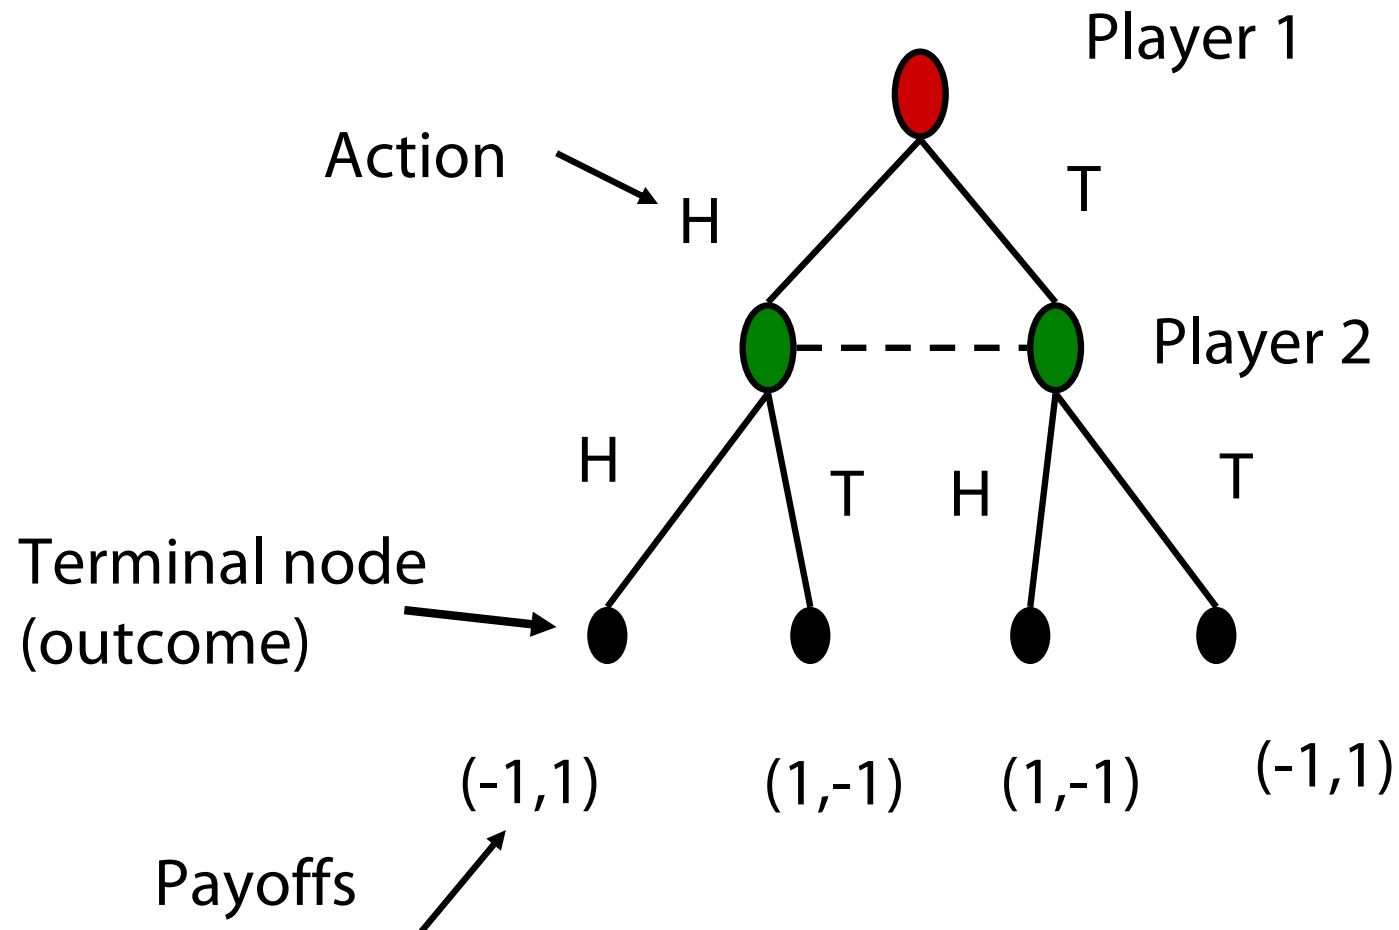 Player 1
Action
H
T
Player 2
H
T
H
T
Terminal node
(outcome)
(-1,1)
(1,-1)
(1,-1)
(-1,1)
Payoffs